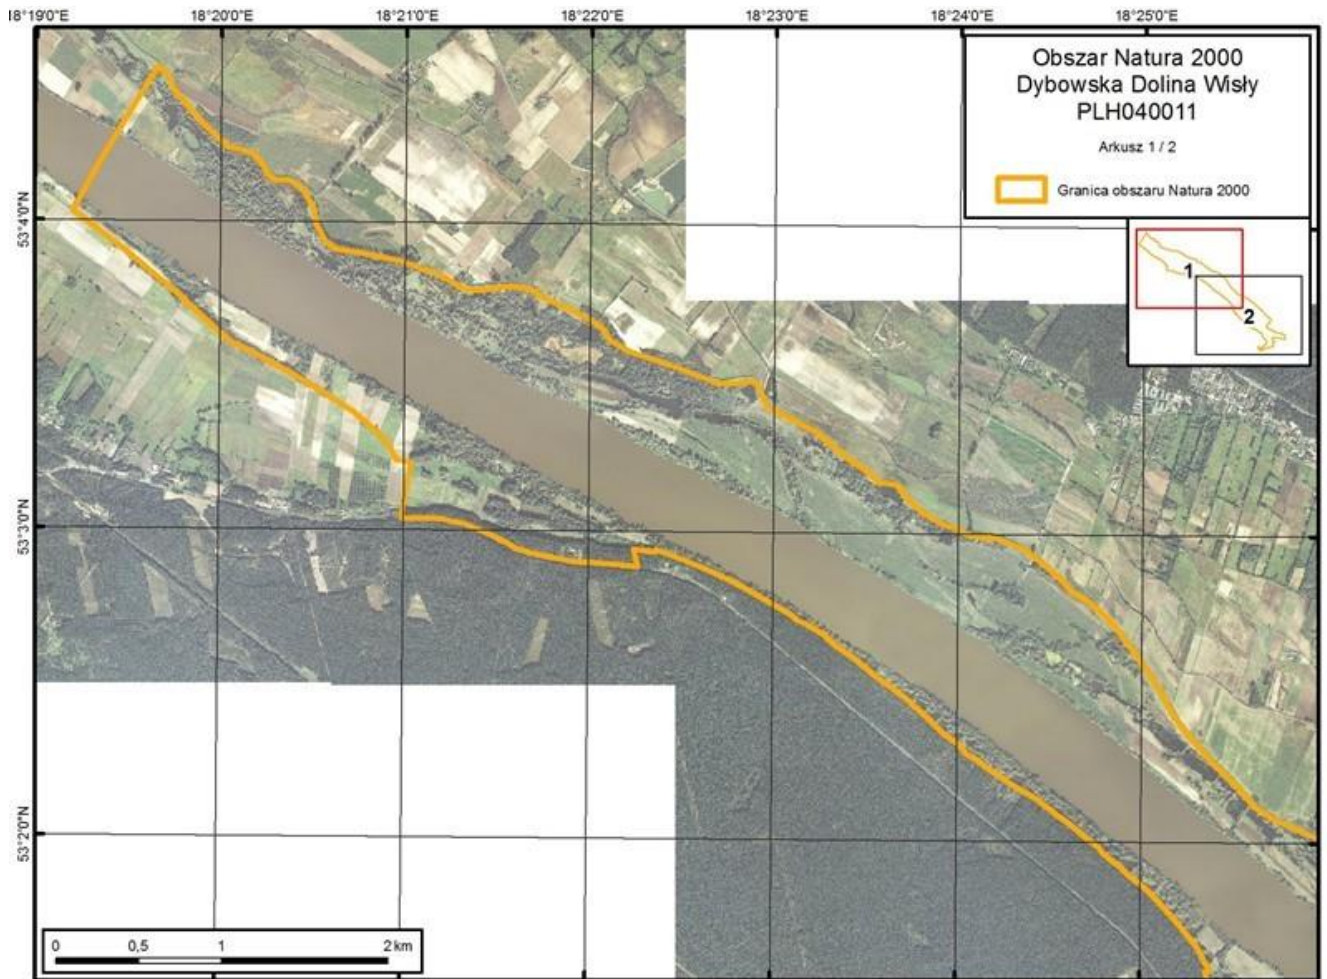 18°19'0"E 18°20'0"E 18°21'0"E 18°22'0"E 18°23'0"E 18°24'0"E 18°25'0"E
Obszar Natura 2000
Dybowska Dolina Wisły
PLH040011
Arkusz 1 / 2
Granica obszaru Natura 2000
1
2
53°4'0"N
53°3'0"N
53°2'0"N
0 0,5 1 2 km